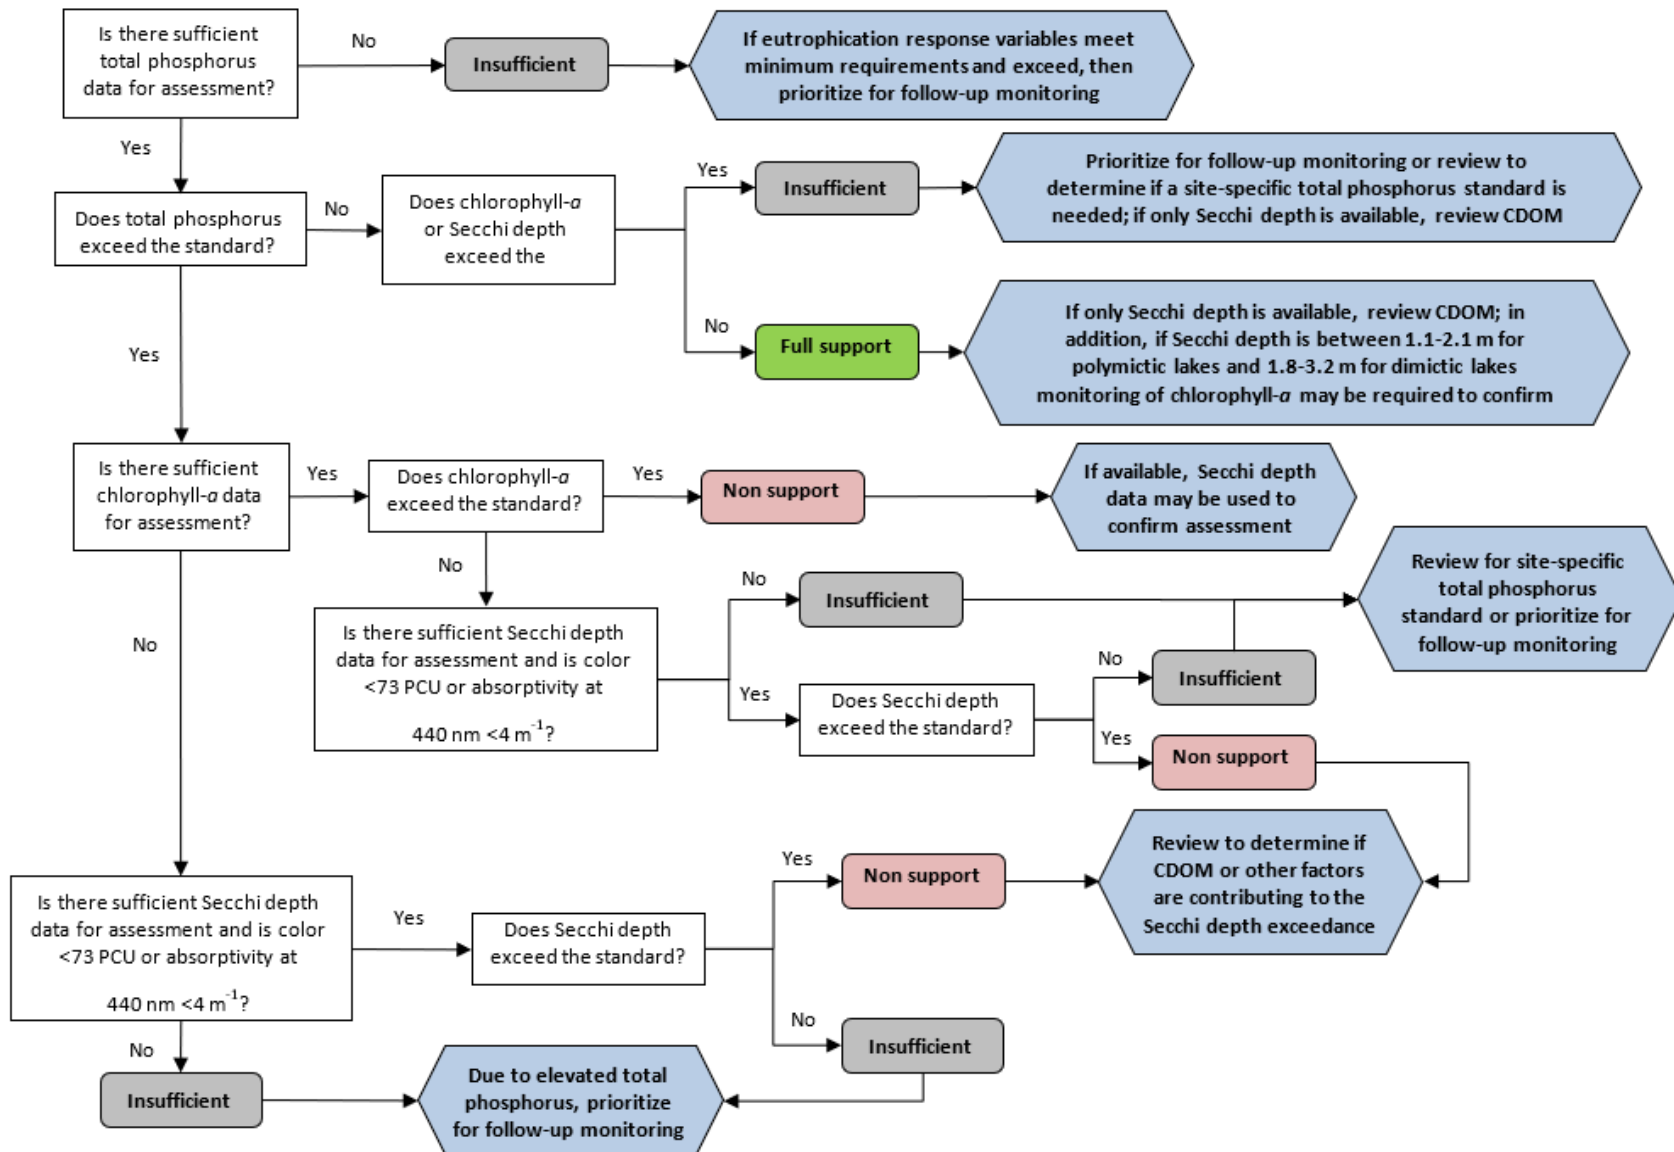 Is there sufficient
total phosphorus
data for assessment?
No
Insufficient
If eutrophication response variables meet
minimum requirements and exceed, then
prioritize for follow-up monitoring
Yes
Does total phosphorus
exceed the standard?
No
Does chlorophyll-a
or Secchi depth
exceed the
Yes
Insufficient
Prioritize for follow-up monitoring or review to
determine if a site-specific total phosphorus standard is
needed; if only Secchi depth is available, review CDOM
No
Full support
If only Secchi depth is available, review CDOM; in
addition, if Secchi depth is between 1.1-2.1 m for
polymictic lakes and 1.8-3.2 m for dimictic lakes
monitoring of chlorophyll-a may be required to confirm
Yes
Is there sufficient
chlorophyll-a data
for assessment?
Yes
Does chlorophyll-a
exceed the standard?
Yes
Non support
If available, Secchi depth
data may be used to
confirm assessment
No
Is there sufficient Secchi depth
data for assessment and is color
<73 PCU or absorptivity at
440 nm <4 m⁻¹?
No
Insufficient
Review for site-specific
total phosphorus
standard or prioritize for
follow-up monitoring
Yes
Does Secchi depth
exceed the standard?
No
Insufficient
Yes
Non support
No
Is there sufficient Secchi depth
data for assessment and is color
<73 PCU or absorptivity at
440 nm <4 m⁻¹?
Yes
Does Secchi depth
exceed the standard?
Yes
Non support
Review to determine if
CDOM or other factors
are contributing to the
Secchi depth exceedance
No
Insufficient
No
Insufficient
Due to elevated total
phosphorus, prioritize
for follow-up monitoring